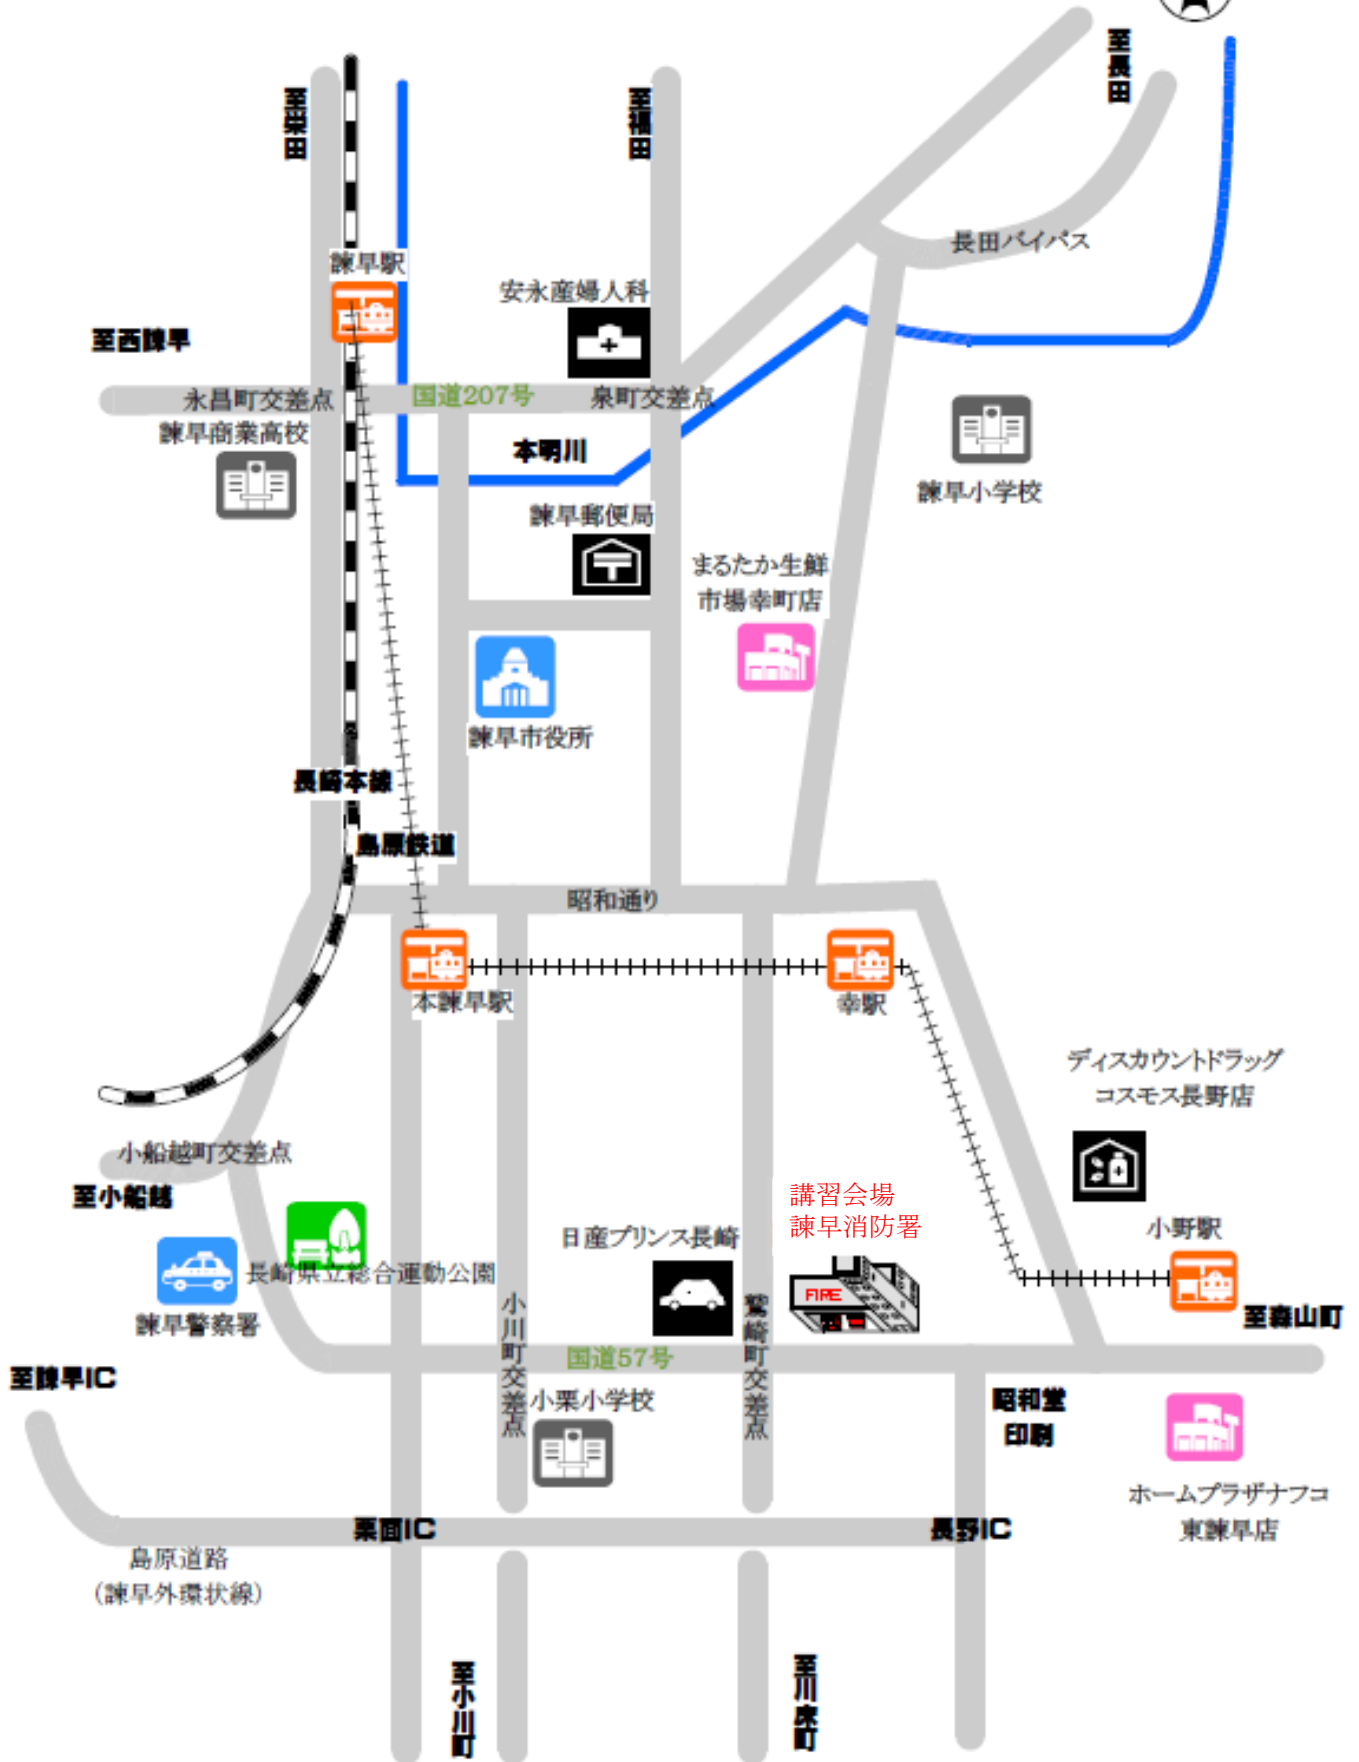 至長田
至栄田
至福田
長田バイパス
諫早駅
安永産婦人科
至西諫早
永昌町交差点
国道207号
泉町交差点
諫早商業高校
本明川
諫早小学校
諫早郵便局
まるたか生鮮
市場幸町店
諫早市役所
長崎本線
島原鉄道
昭和通り
本諫早駅
幸駅
ディスカウントドラッグ
コスモス長野店
小船越町交差点
至小船越
講習会場
諫早消防署
小野駅
日産プリンス長崎
長崎県立総合運動公園
FIRE
諫早警察署
小川町交差点
鷲崎町交差点
至森山町
国道57号
至諫早IC
小栗小学校
昭和堂
印刷
ホームプラザナフコ
東諫早店
栗面IC
長野IC
島原道路
(諫早外環状線)
至小川町
至川床町